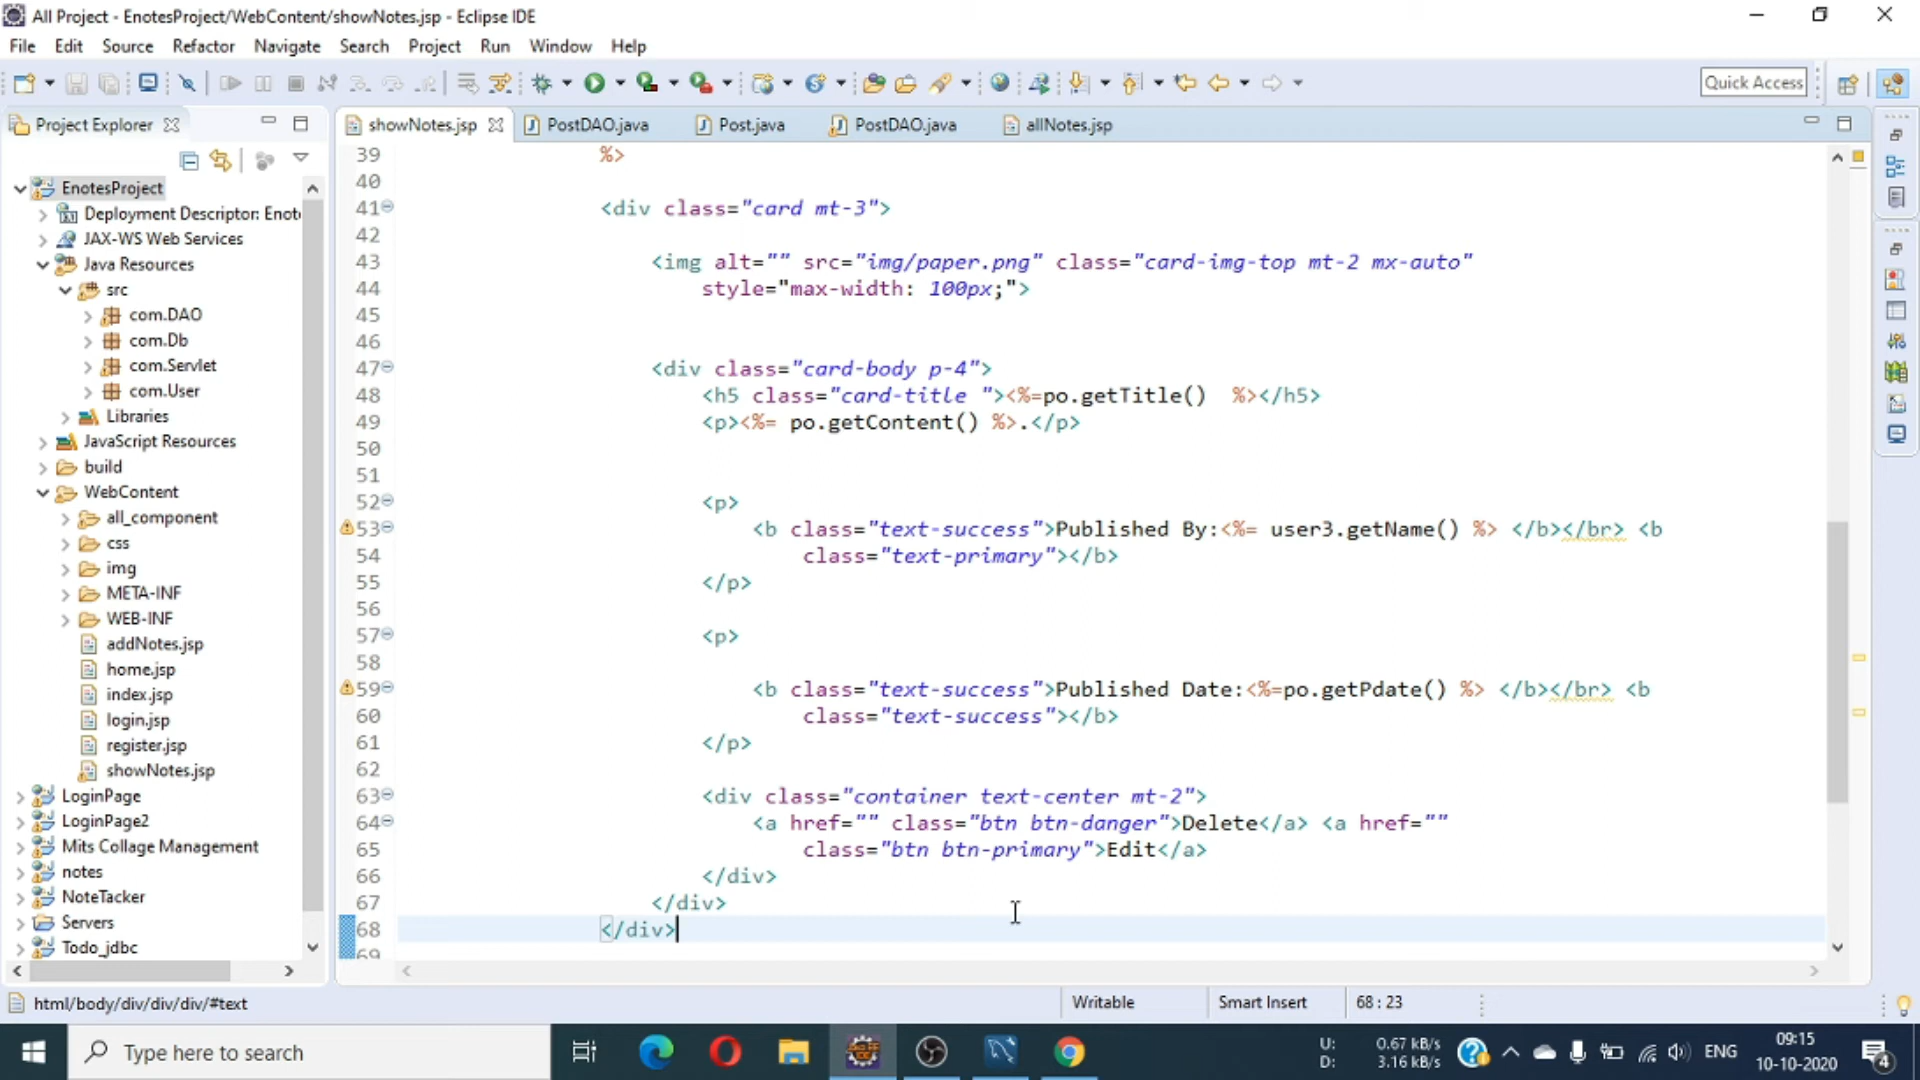 All Project - EnotesProject/WebContent/showNotes.jsp - Eclipse IDE
File Edit Source Refactor Navigate Search Project Run Window Help
Quick Access
Project Explorer
showNotes.jsp PostDAO.java Post.java PostDAO.java allNotes.jsp
EnotesProject
Deployment Descriptor: Enot
JAX-WS Web Services
Java Resources
src
com.DAO
com.Db
com.Servlet
com.User
Libraries
JavaScript Resources
build
WebContent
all_component
css
img
META-INF
WEB-INF
addNotes.jsp
home.jsp
index.jsp
login.jsp
register.jsp
showNotes.jsp
LoginPage
LoginPage2
Mits Collage Management
notes
NoteTacker
Servers
Todo_jdbc
39 %>
40
41 <div class="card mt-3">
42
43 <img alt="" src="img/paper.png" class="card-img-top mt-2 mx-auto"
44 style="max-width: 100px;">
45
46
47 <div class="card-body p-4">
48 <h5 class="card-title "><%=po.getTitle()  %></h5>
49 <p><%= po.getContent() %>.</p>
50
51
52 <p>
53 <b class="text-success">Published By:<%= user3.getName() %> </b></br> <b
54 class="text-primary"></b>
55 </p>
56
57 <p>
58
59 <b class="text-success">Published Date:<%=po.getPdate() %> </b></br> <b
60 class="text-success"></b>
61 </p>
62
63 <div class="container text-center mt-2">
64 <a href="" class="btn btn-danger">Delete</a> <a href=""
65 class="btn btn-primary">Edit</a>
66 </div>
67 </div>
68 </div>
69
html/body/div/div/div/#text
Writable Smart Insert 68 : 23
Type here to search
U: 0.67 kB/s
D: 3.16 kB/s
ENG
09:15
10-10-2020
4